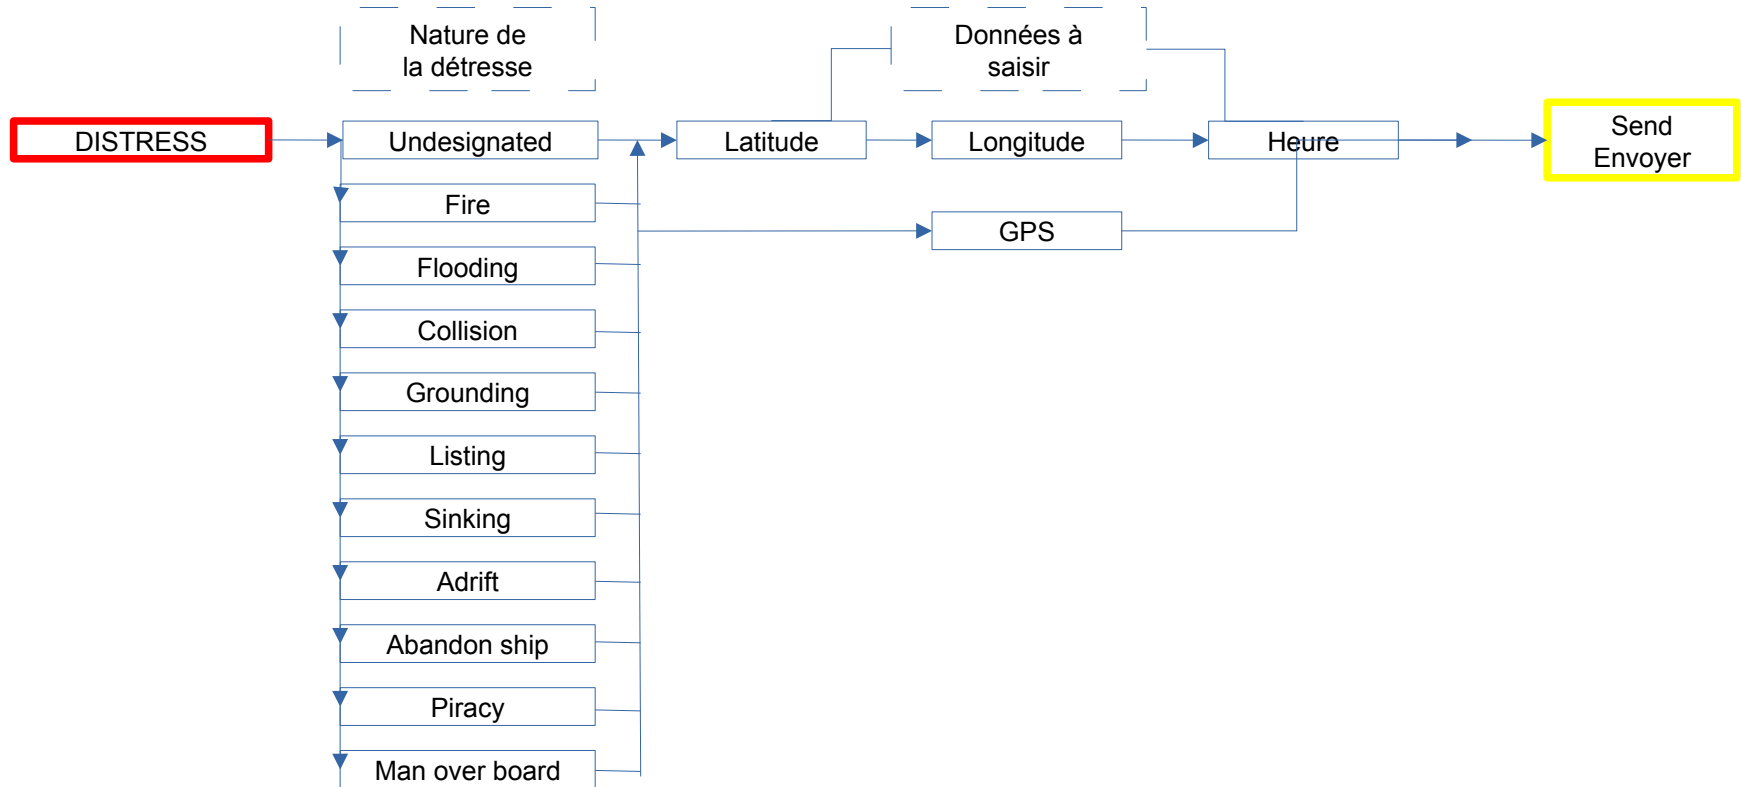 Nature de
la détresse
Données à
saisir
DISTRESS
Undesignated
Latitude
Longitude
Heure
Send
Envoyer
Fire
GPS
Flooding
Collision
Grounding
Listing
Sinking
Adrift
Abandon ship
Piracy
Man over board